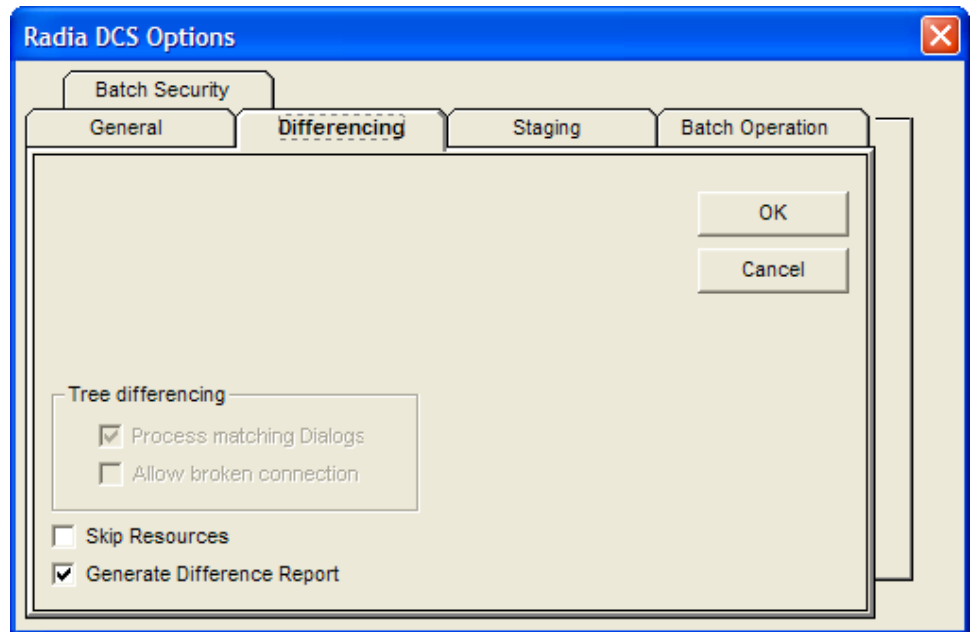 Radia DCS Options
Batch Security
General Differencing Staging Batch Operation
OK
Cancel
Tree differencing
Process matching Dialogs
Allow broken connection
Skip Resources
Generate Difference Report